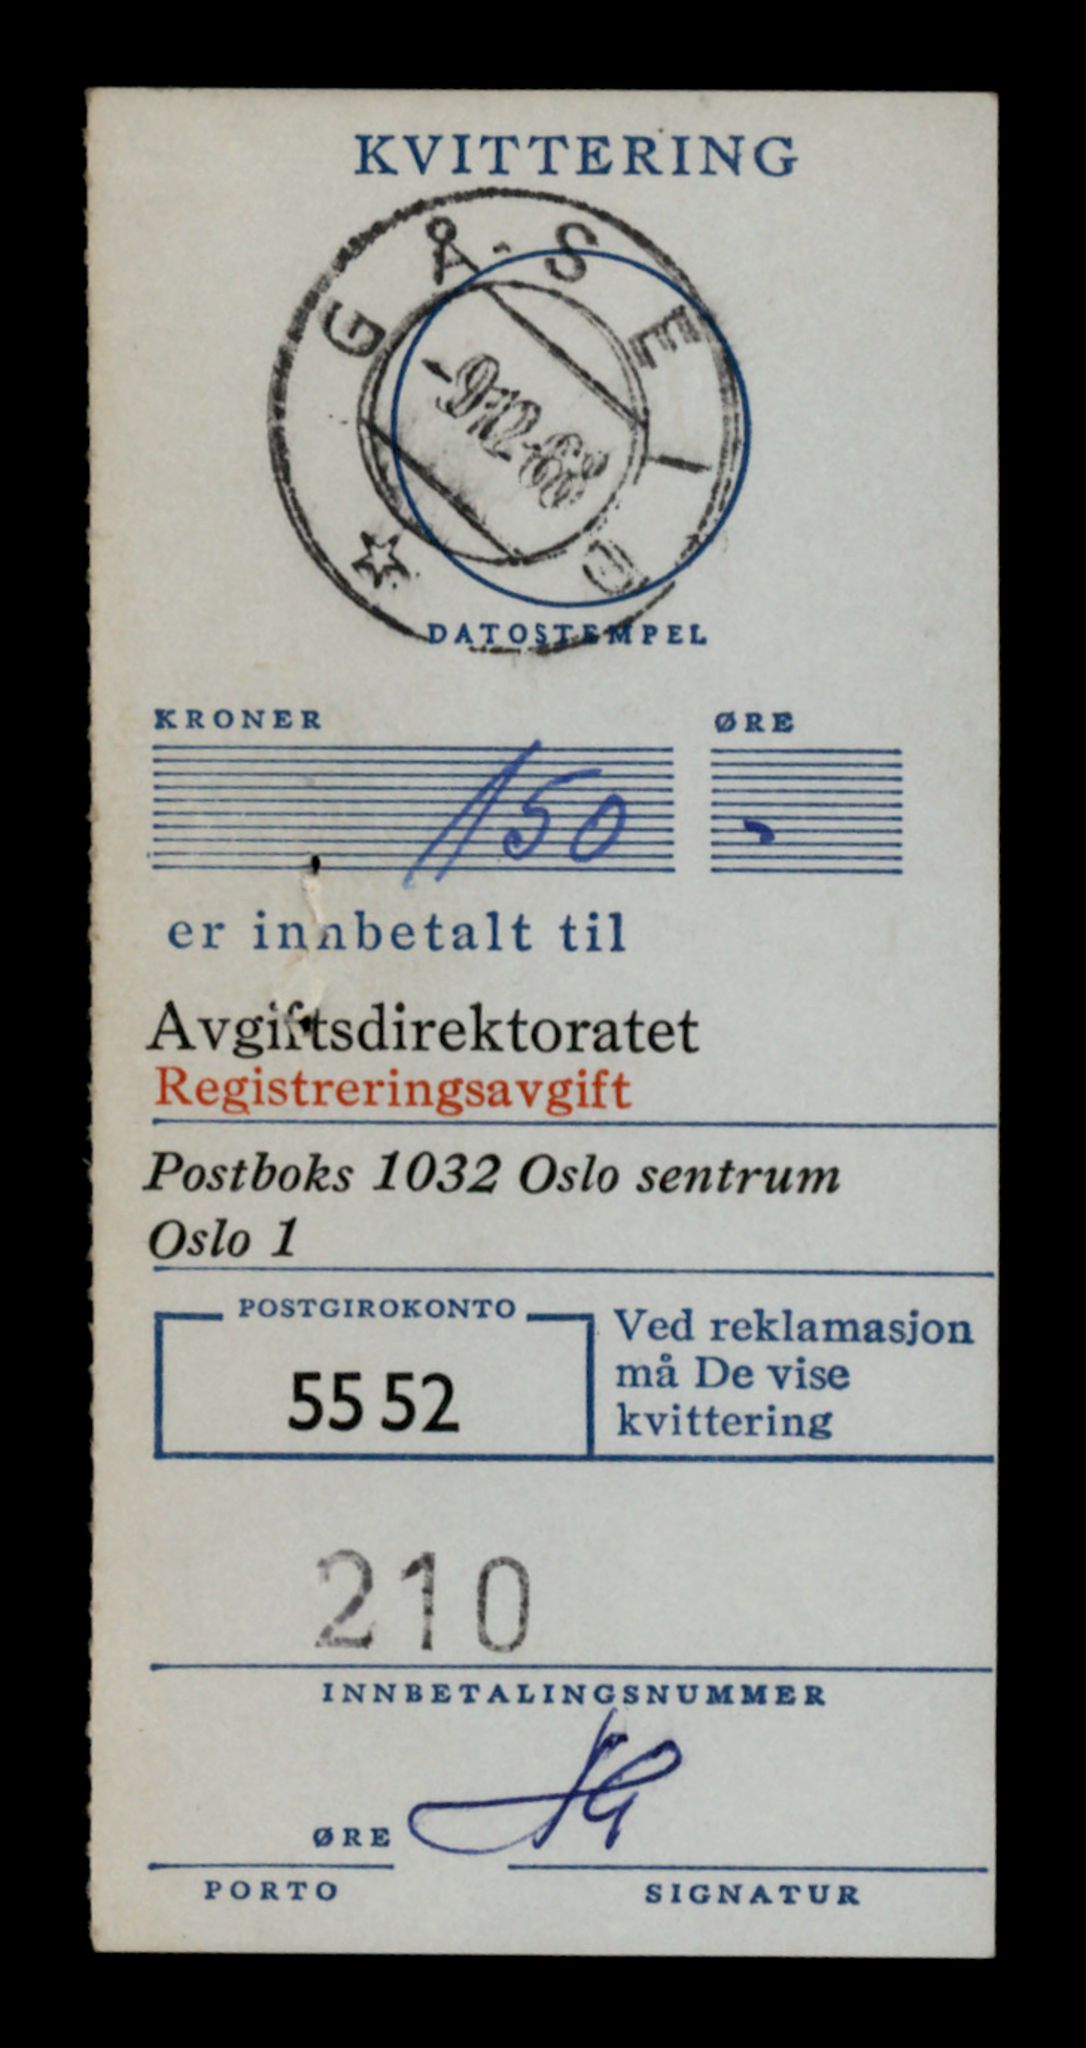 KVITTERING
GÅSEID
-9.12.68
DATOSTEMPEL
KRONER ØRE
150 -
er innbetalt til
Avgiftsdirektoratet
Registreringsavgift
Postboks 1032 Oslo sentrum
Oslo 1
POSTGIROKONTO
55 52
Ved reklamasjon
må De vise
kvittering
210
INNBETALINGSNUMMER
ØRE
PORTO SIGNATUR